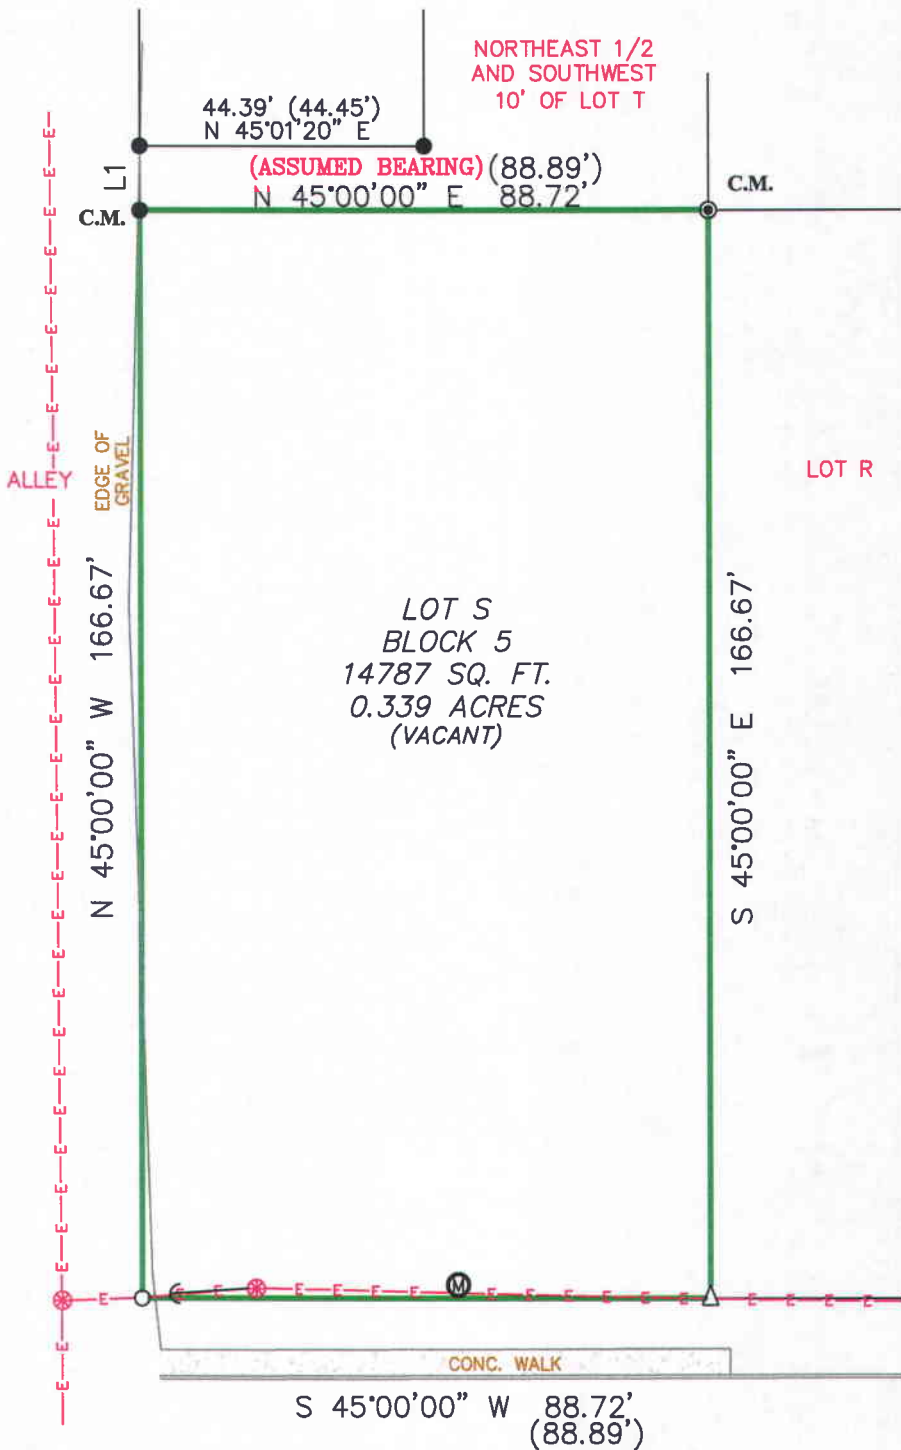 NORTHEAST 1/2
AND SOUTHWEST
10' OF LOT T
44.39' (44.45')
N 45°01'20" E
(ASSUMED BEARING) (88.89')
N 45°00'00" E 88.72'
L1
C.M.
C.M.
EDGE OF
GRAVEL
ALLEY
LOT R
N 45°00'00" W 166.67'
LOT S
BLOCK 5
14787 SQ. FT.
0.339 ACRES
(VACANT)
S 45°00'00" E 166.67'
M
CONC. WALK
S 45°00'00" W 88.72'
(88.89')